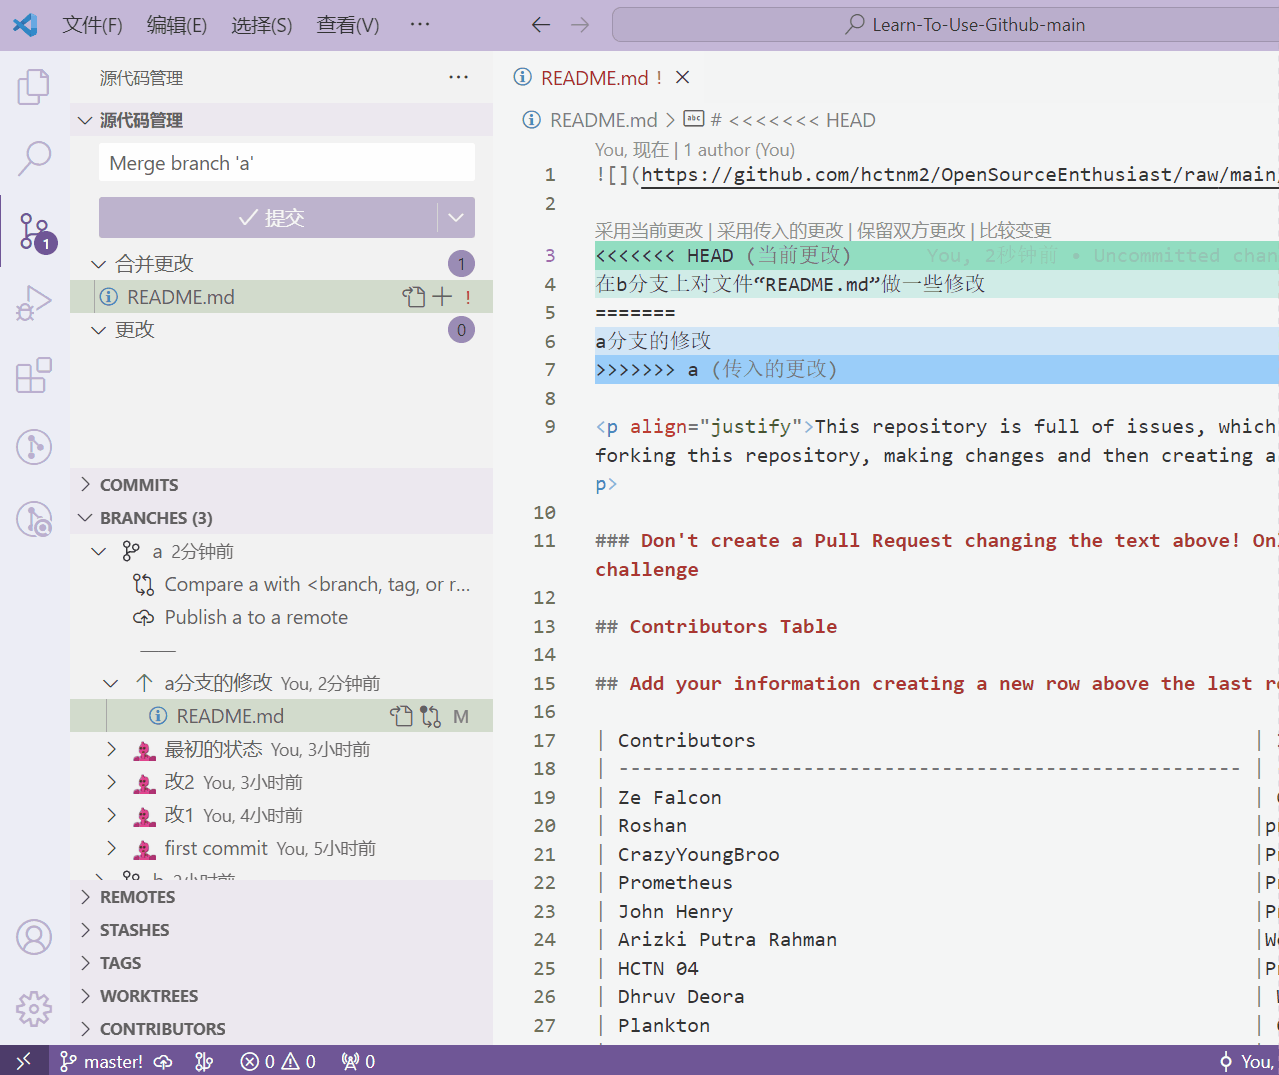 文件(F) 编辑(E) 选择(S) 查看(V) ··· Learn-To-Use-Github-main
源代码管理 ···
源代码管理
Merge branch 'a'
提交
1
合并更改 1
README.md !
更改 0
COMMITS
BRANCHES (3)
a 2分钟前
Compare a with <branch, tag, or r...
Publish a to a remote
a分支的修改 You, 2分钟前
README.md M
最初的状态 You, 3小时前
改2 You, 3小时前
改1 You, 4小时前
first commit You, 5小时前
REMOTES
STASHES
TAGS
WORKTREES
CONTRIBUTORS
README.md !
README.md > abc # <<<<<<< HEAD
You, 现在 | 1 author (You)
1 ![](https://github.com/hctnm2/OpenSourceEnthusiast/raw/main/
2
采用当前更改 | 采用传入的更改 | 保留双方更改 | 比较变更
3 <<<<<<< HEAD (当前更改) You, 2秒钟前 • Uncommitted chan
4 在b分支上对文件“README.md”做一些修改
5 =======
6 a分支的修改
7 >>>>>>> a (传入的更改)
8
9 <p align="justify">This repository is full of issues, which
forking this repository, making changes and then creating a
p>
10
11 ### Don't create a Pull Request changing the text above! On
challenge
12
13 ## Contributors Table
14
15 ## Add your information creating a new row above the last r
16
17 | Contributors |
18 | ------------------------------------------------------ |
19 | Ze Falcon |
20 | Roshan |p
21 | CrazyYoungBroo |P
22 | Prometheus |P
23 | John Henry |P
24 | Arizki Putra Rahman |W
25 | HCTN 04 |P
26 | Dhruv Deora |
27 | Plankton |
master! 0 0 0 You,